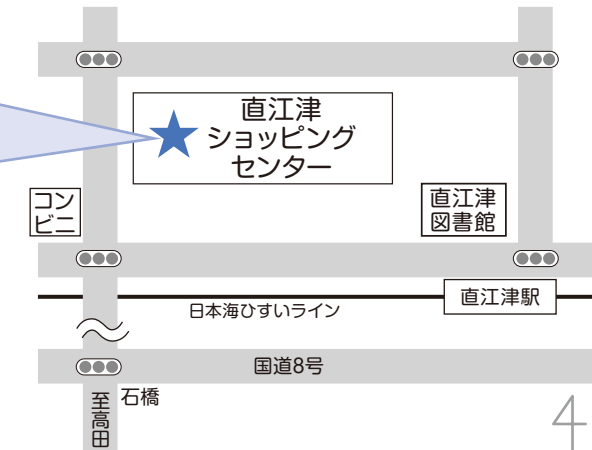 直江津
ショッピング
センター
コン
ビニ
直江津
図書館
直江津駅
日本海ひすいライン
国道8号
石橋
至高田
4